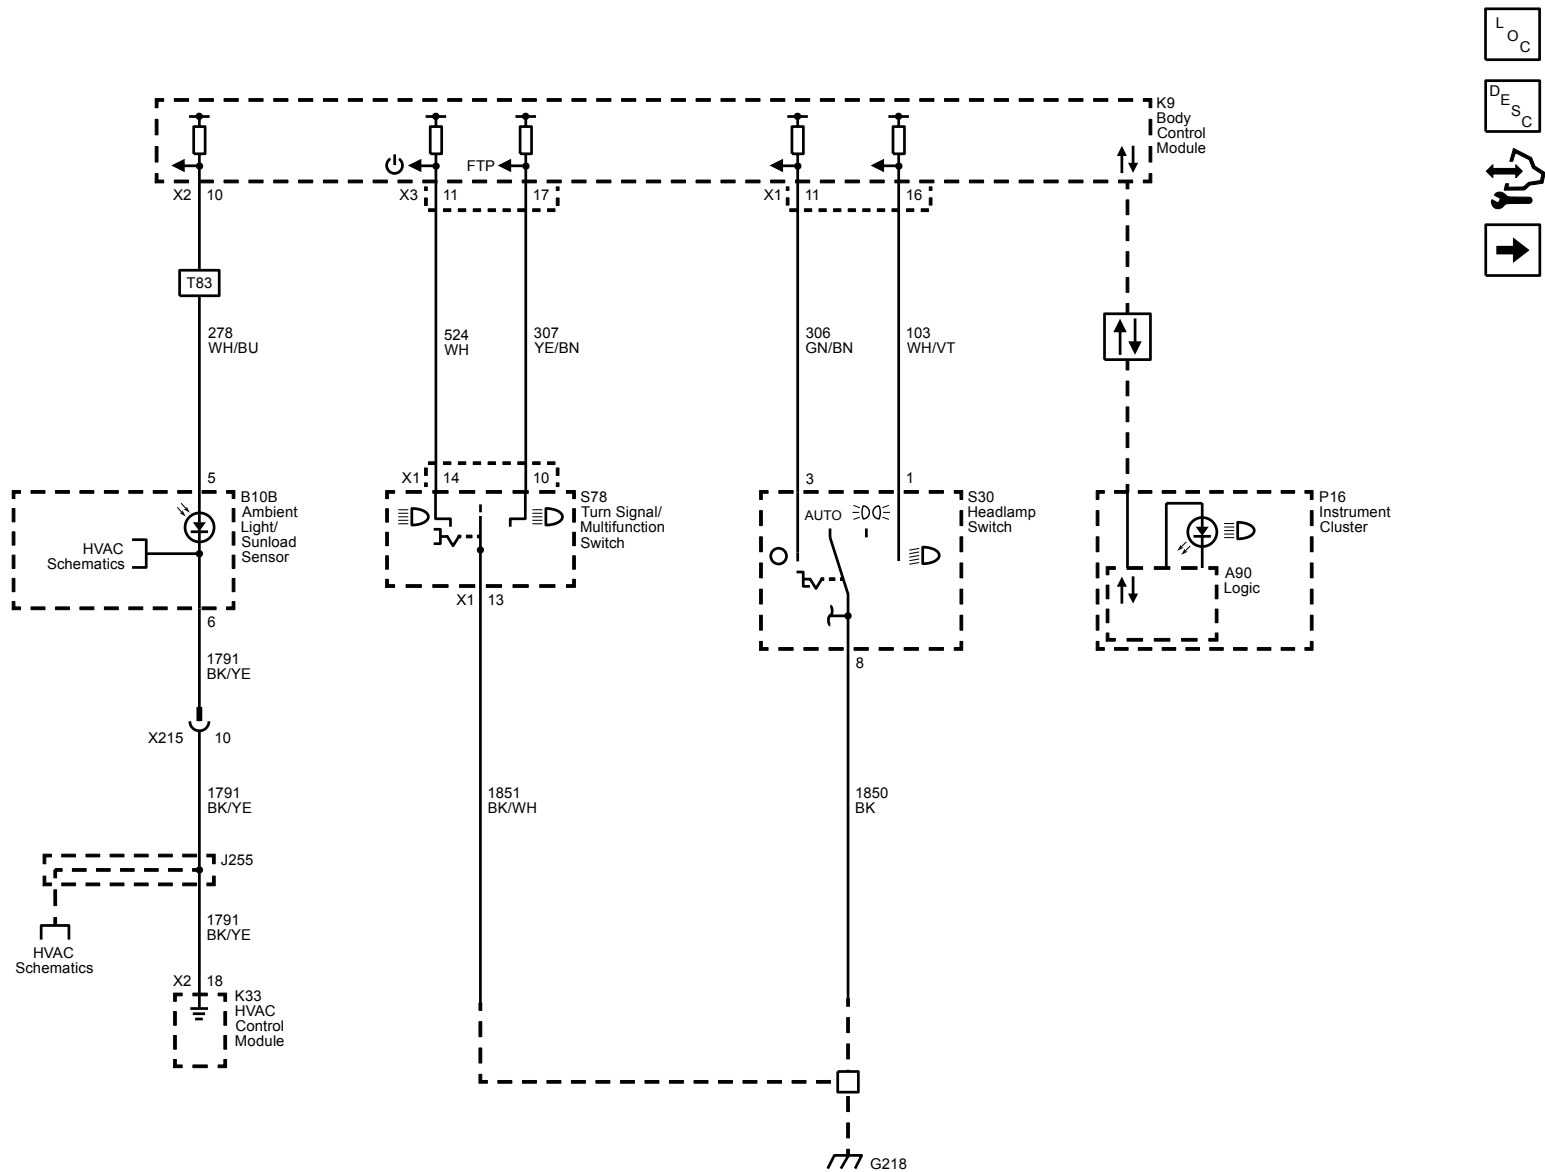 LOC
DESC
K9
Body
Control
Module
FTP
X2 10
X3 11 17
X1 11 16
T83
278
WH/BU
524
WH
307
YE/BN
306
GN/BN
103
WH/VT
5
X1 14 10
3 1
B10B
Ambient
Light/
Sunload
Sensor
HVAC
Schematics
S78
Turn Signal/
Multifunction
Switch
AUTO
S30
Headlamp
Switch
P16
Instrument
Cluster
A90
Logic
6
X1 13
8
1791
BK/YE
X215 10
1791
BK/YE
1851
BK/WH
1850
BK
J255
1791
BK/YE
HVAC
Schematics
X2 18
K33
HVAC
Control
Module
G218